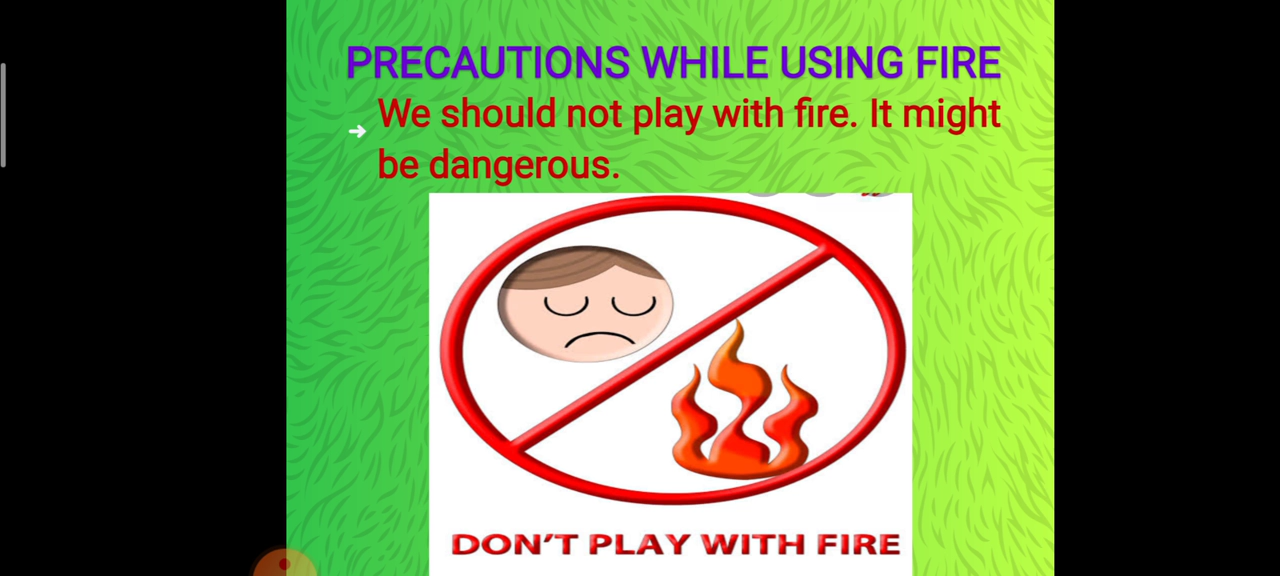 PRECAUTIONS WHILE USING FIRE
We should not play with fire. It might
be dangerous.
DON'T PLAY WITH FIRE